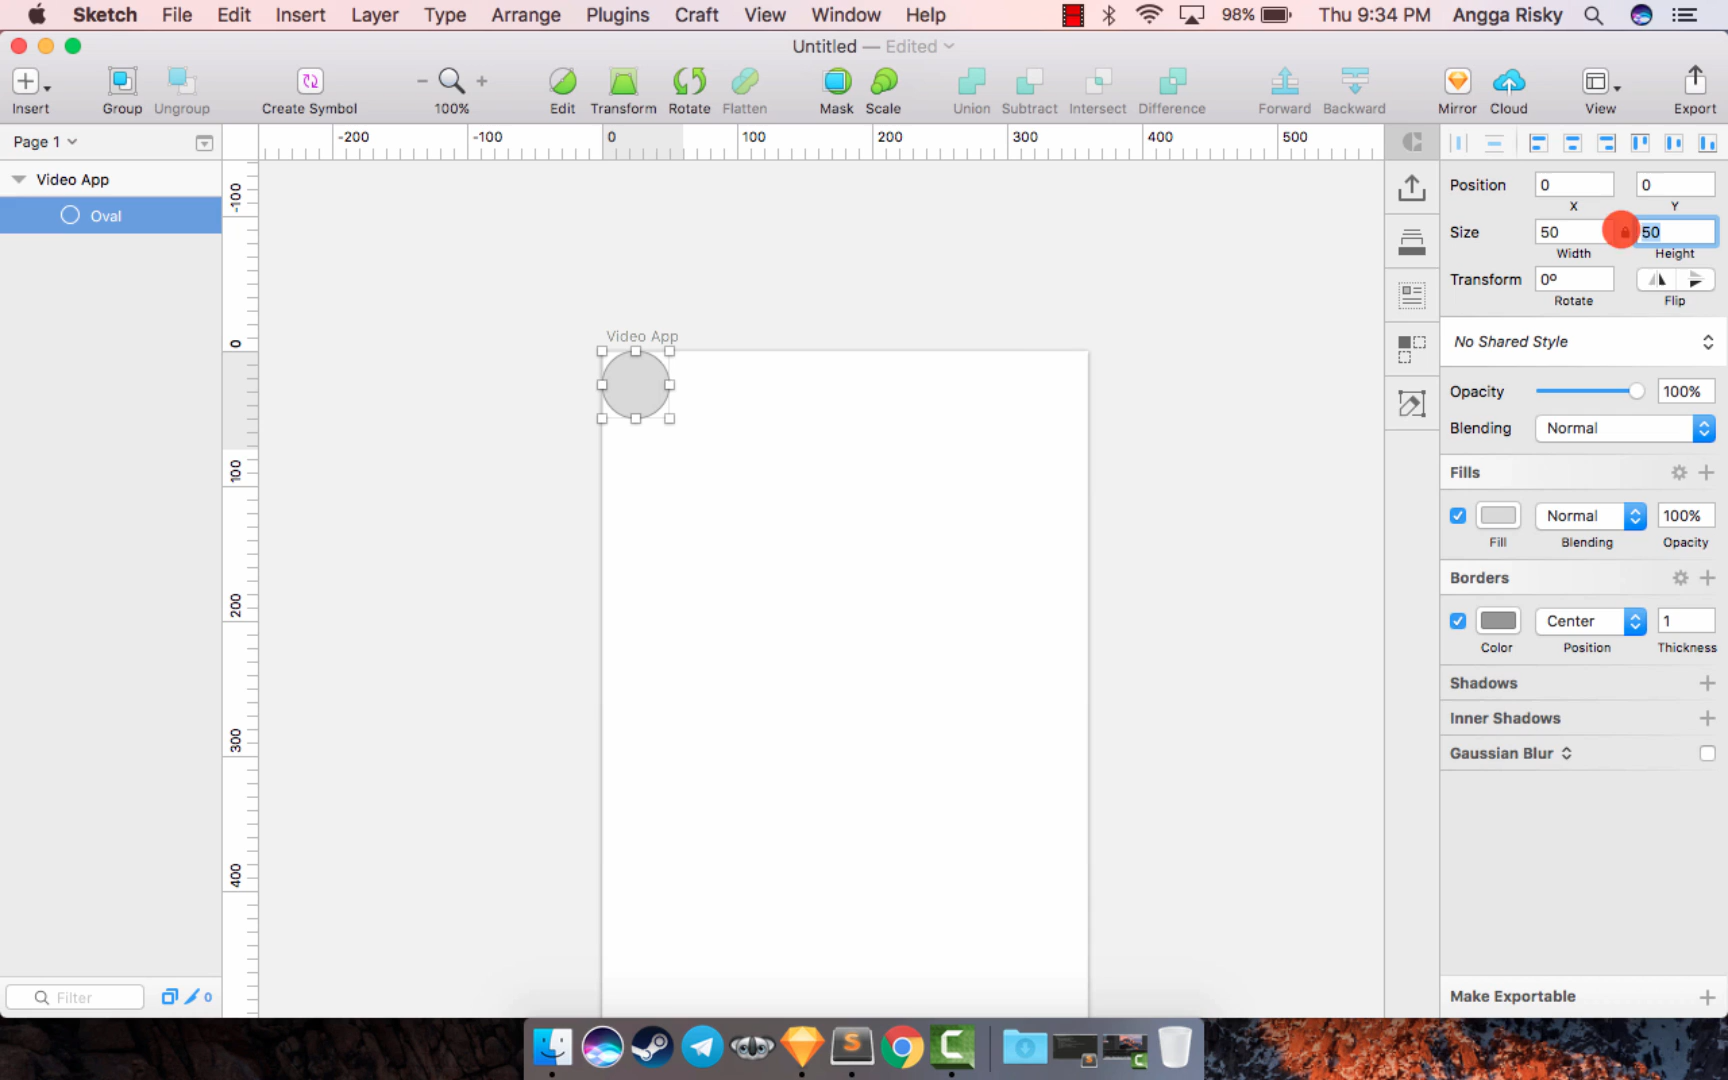 Sketch File Edit Insert Layer Type Arrange Plugins Craft View Window Help 98% Thu 9:34 PM Angga Risky
Untitled — Edited
Insert Group Ungroup Create Symbol 100% Edit Transform Rotate Flatten Mask Scale Union Subtract Intersect Difference Forward Backward Mirror Cloud View Export
Page 1
-200 -100 0 100 200 300 400 500
Video App
Oval
-100
0
100
200
300
400
Video App
Position 0 0
X Y
Size 50 50
Width Height
Transform 0º
Rotate Flip
No Shared Style
Opacity 100%
Blending Normal
Fills
Normal 100%
Fill Blending Opacity
Borders
Center 1
Color Position Thickness
Shadows
Inner Shadows
Gaussian Blur
Filter 0
Make Exportable
S
C